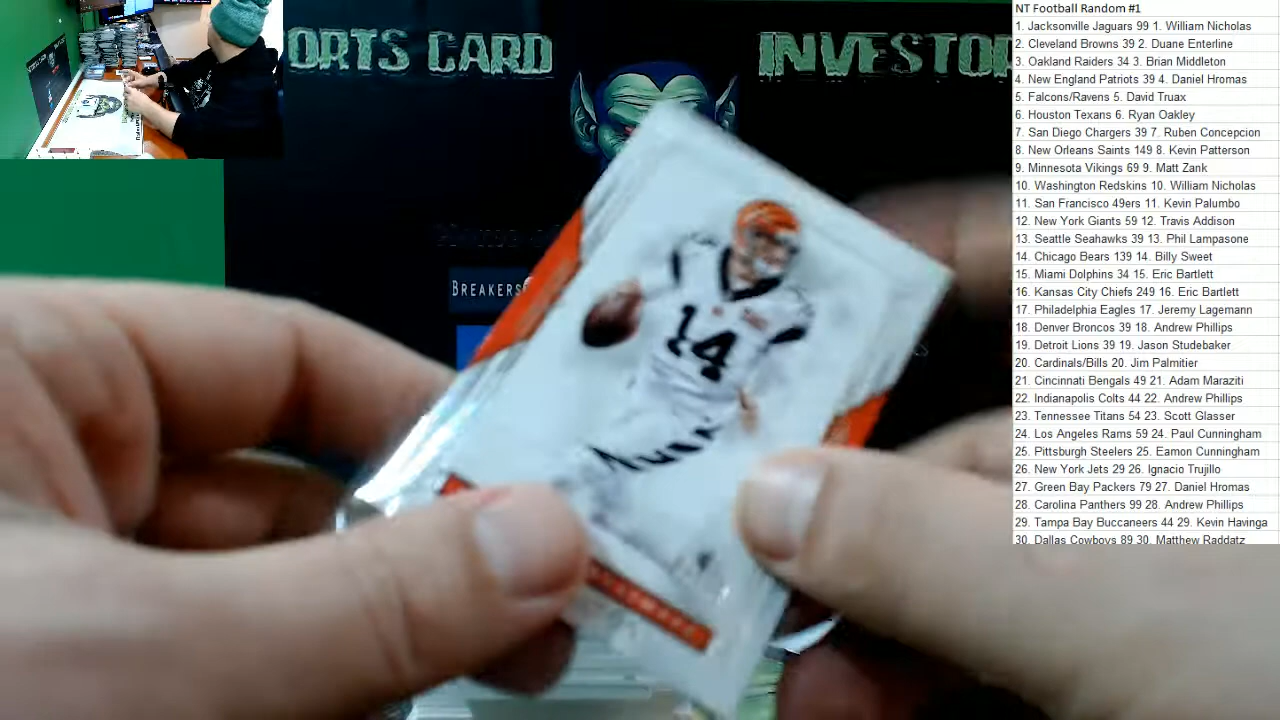 ORTS CARD
INVESTOR
BREAKERS
14
NT Football Random #1
1. Jacksonville Jaguars 99 1. William Nicholas
2. Cleveland Browns 39 2. Duane Enterline
3. Oakland Raiders 34 3. Brian Middleton
4. New England Patriots 39 4. Daniel Hromas
5. Falcons/Ravens 5. David Truax
6. Houston Texans 6. Ryan Oakley
7. San Diego Chargers 39 7. Ruben Concepcion
8. New Orleans Saints 149 8. Kevin Patterson
9. Minnesota Vikings 69 9. Matt Zank
10. Washington Redskins 10. William Nicholas
11. San Francisco 49ers 11. Kevin Palumbo
12. New York Giants 59 12. Travis Addison
13. Seattle Seahawks 39 13. Phil Lampasone
14. Chicago Bears 139 14. Billy Sweet
15. Miami Dolphins 34 15. Eric Bartlett
16. Kansas City Chiefs 249 16. Eric Bartlett
17. Philadelphia Eagles 17. Jeremy Lagemann
18. Denver Broncos 39 18. Andrew Phillips
19. Detroit Lions 39 19. Jason Studebaker
20. Cardinals/Bills 20. Jim Palmitier
21. Cincinnati Bengals 49 21. Adam Maraziti
22. Indianapolis Colts 44 22. Andrew Phillips
23. Tennessee Titans 54 23. Scott Glasser
24. Los Angeles Rams 59 24. Paul Cunningham
25. Pittsburgh Steelers 25. Eamon Cunningham
26. New York Jets 29 26. Ignacio Trujillo
27. Green Bay Packers 79 27. Daniel Hromas
28. Carolina Panthers 99 28. Andrew Phillips
29. Tampa Bay Buccaneers 44 29. Kevin Havinga
30. Dallas Cowboys 89 30. Matthew Raddatz